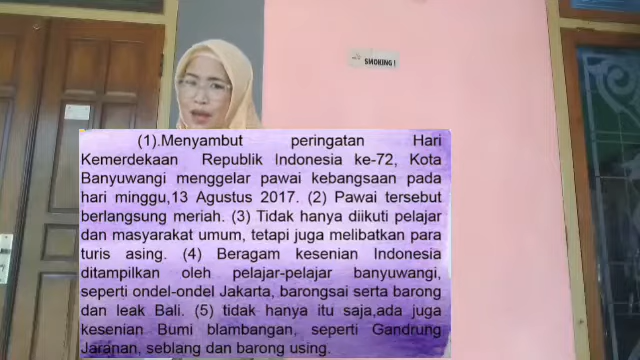 SMOKING !
(1).Menyambut peringatan Hari
Kemerdekaan Republik Indonesia ke-72, Kota
Banyuwangi menggelar pawai kebangsaan pada
hari minggu,13 Agustus 2017. (2) Pawai tersebut
berlangsung meriah. (3) Tidak hanya diikuti pelajar
dan masyarakat umum, tetapi juga melibatkan para
turis asing. (4) Beragam kesenian Indonesia
ditampilkan oleh pelajar-pelajar banyuwangi,
seperti ondel-ondel Jakarta, barongsai serta barong
dan leak Bali. (5) tidak hanya itu saja,ada juga
kesenian Bumi blambangan, seperti Gandrung
Jaranan, seblang dan barong using.